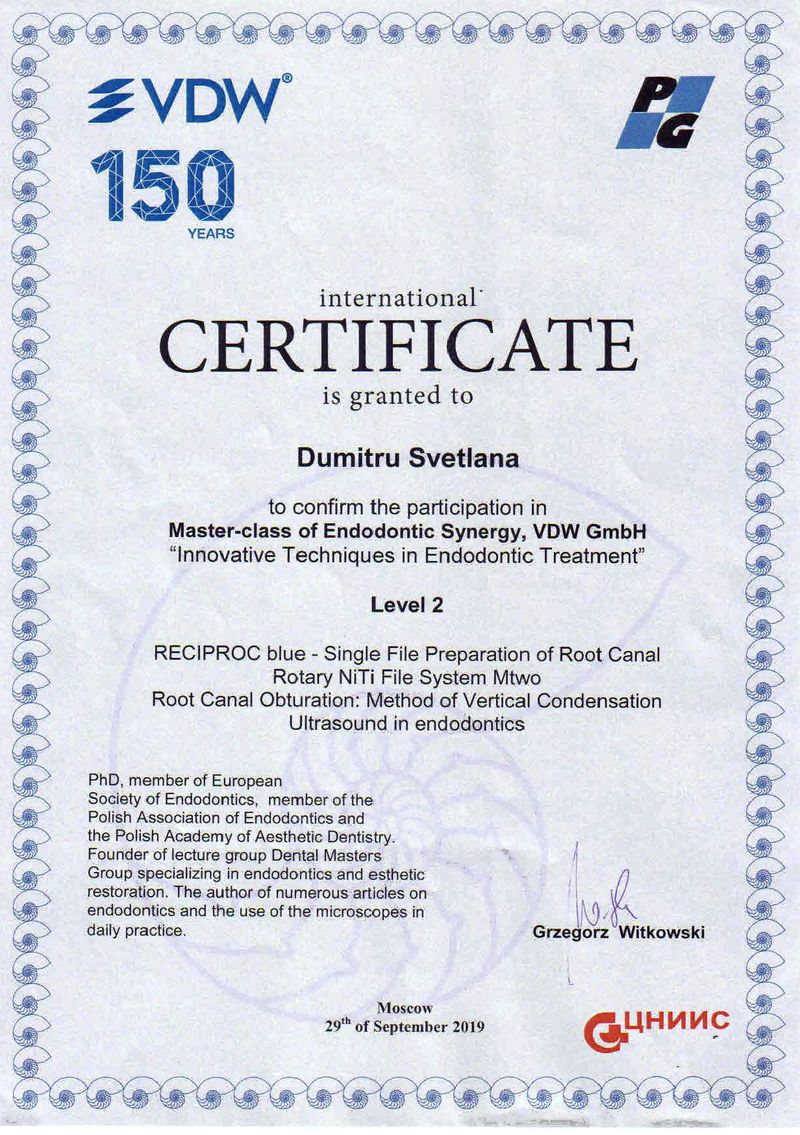 VDW®
150
YEARS
PG
international
CERTIFICATE
is granted to
Dumitru Svetlana
to confirm the participation in
Master-class of Endodontic Synergy, VDW GmbH
“Innovative Techniques in Endodontic Treatment”
Level 2
RECIPROC blue - Single File Preparation of Root Canal
Rotary NiTi File System Mtwo
Root Canal Obturation: Method of Vertical Condensation
Ultrasound in endodontics
PhD, member of European
Society of Endodontics, member of the
Polish Association of Endodontics and
the Polish Academy of Aesthetic Dentistry.
Founder of lecture group Dental Masters
Group specializing in endodontics and esthetic
restoration. The author of numerous articles on
endodontics and the use of the microscopes in
daily practice.
Grzegorz Witkowski
Moscow
29th of September 2019
ЦНИИС